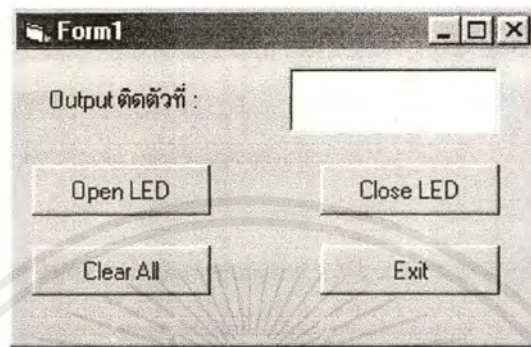 Form1
Output ติดตัวที่ :
Open LED Close LED
Clear All Exit